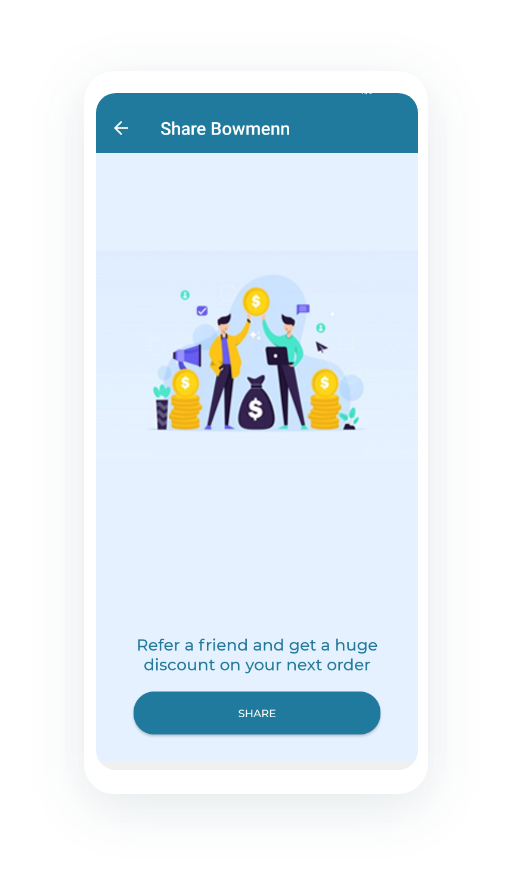 Share Bowmenn
$
$
$
$
Refer a friend and get a huge
discount on your next order
SHARE